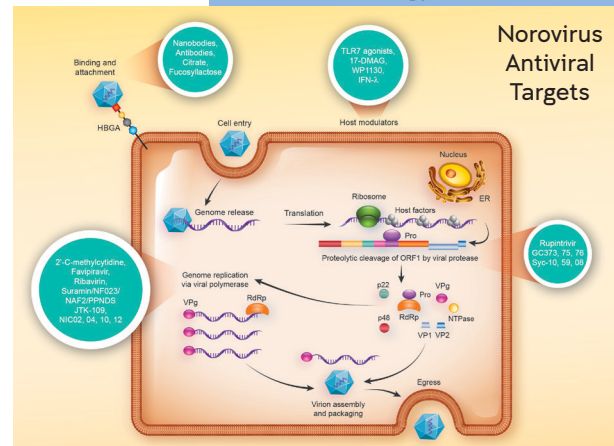 Norovirus
Antiviral
Targets
Nanobodies,
Antibodies,
Citrate,
Fucosyllactose
TLR7 agonists,
17-DMAG,
WP1130,
IFN-λ.
Binding and
attachment
HBGA
Cell entry
Host modulators
Nucleus
ER
Ribosome
Genome release
Translation
Host factors
Pro
Proteolytic cleavage of ORF1 by viral protease
Rupintrivir
GC373, 75, 76
Syc-10, 59, 08
2'-C-methylcytidine,
Favipiravir,
Ribavirin,
Suramin/NF023/
NAF2/PPNDS
JTK-109,
NIC02, 04, 10, 12
Genome replication
via viral polymerase
VPg
RdRp
p22
Pro
VPg
RdRp
NTPase
p48
VP1 VP2
Virion assembly
and packaging
Egress